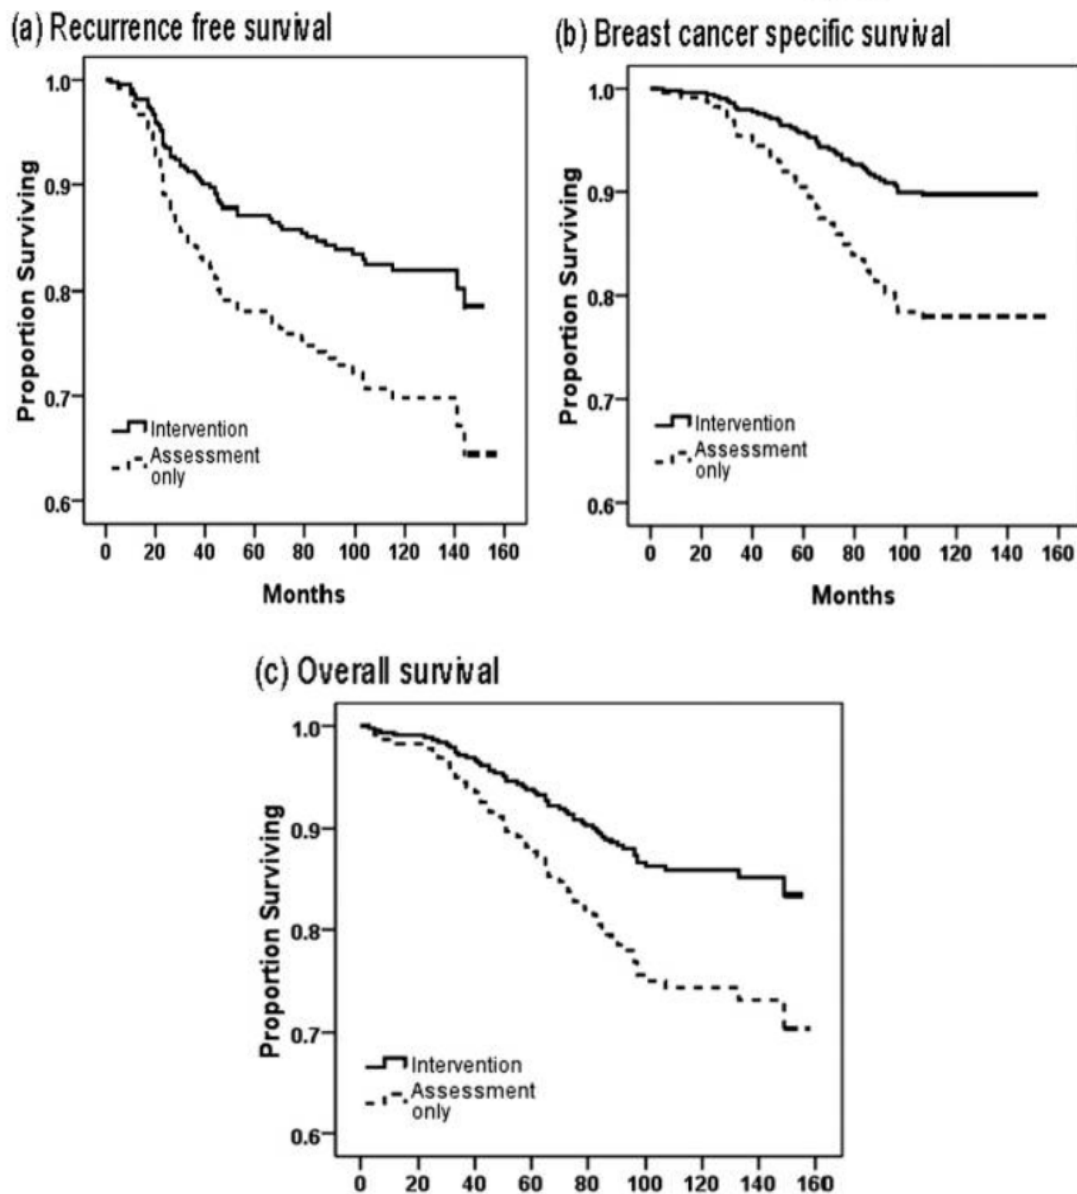 (a) Recurrence free survival
Proportion Surviving
1.0
0.9
0.8
0.7
0.6
Intervention
Assessment
only
0 20 40 60 80 100 120 140 160
Months
(b) Breast cancer specific survival
Proportion Surviving
1.0
0.9
0.8
0.7
0.6
Intervention
Assessment
only
0 20 40 60 80 100 120 140 160
Months
(c) Overall survival
Proportion Surviving
1.0
0.9
0.8
0.7
0.6
Intervention
Assessment
only
0 20 40 60 80 100 120 140 160